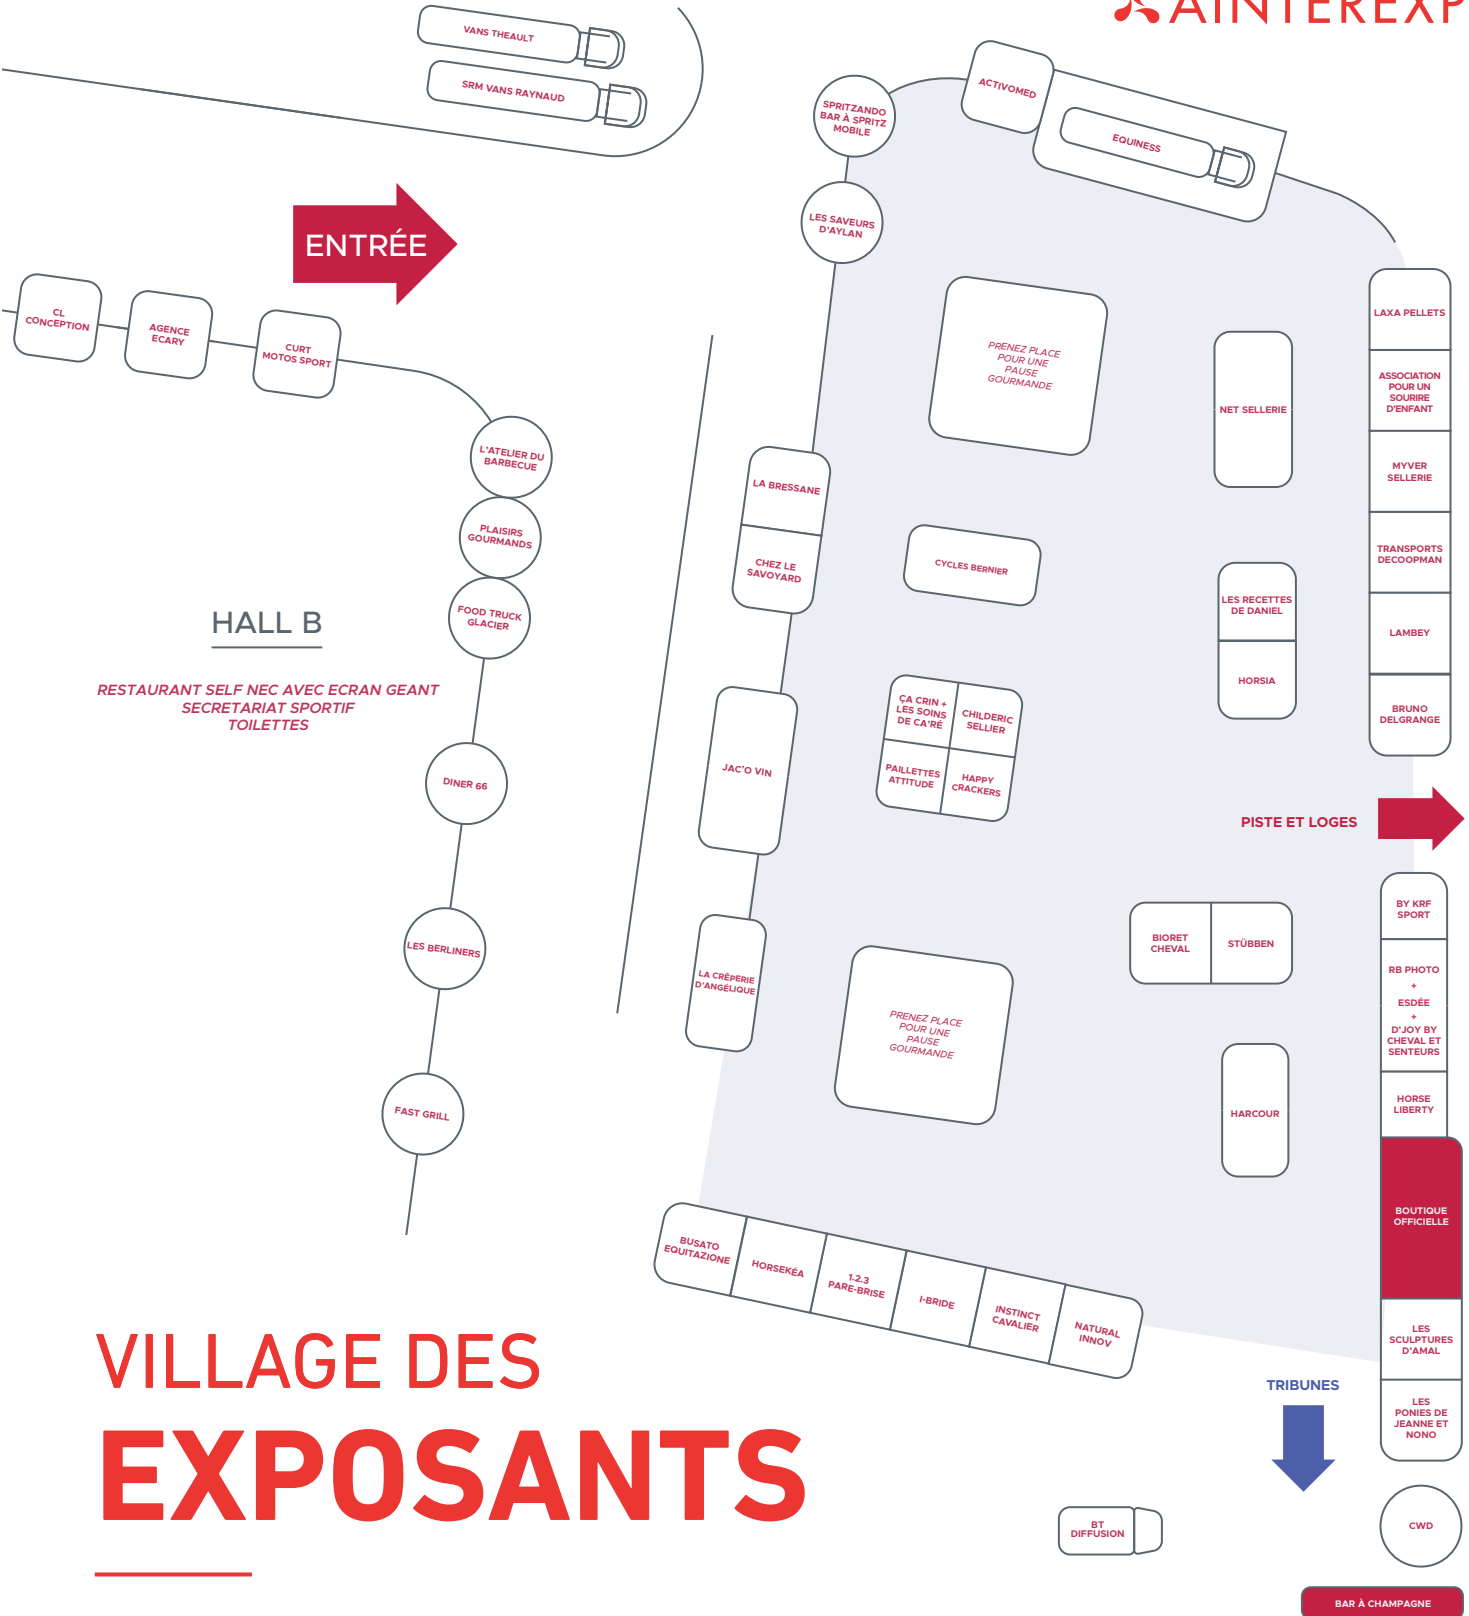 AINTEREXP
VANS THEAULT
SRM VANS RAYNAUD
SPRITZANDO
BAR À SPRITZ
MOBILE
ACTIVOMED
EQUINESS
LES SAVEURS
D'AYLAN
ENTRÉE
CL
CONCEPTION
AGENCE
ECARY
CURT
MOTOS SPORT
L'ATELIER DU
BARBECUE
PLAISIRS
GOURMANDS
FOOD TRUCK
GLACIER
PRENEZ PLACE
POUR UNE
PAUSE
GOURMANDE
NET SELLERIE
LAXA PELLETS
ASSOCIATION
POUR UN
SOURIRE
D'ENFANT
MYVER
SELLERIE
TRANSPORTS
DECOOPMAN
LAMBEY
BRUNO
DELGRANGE
LA BRESSANE
CHEZ LE
SAVOYARD
CYCLES BERNIER
LES RECETTES
DE DANIEL
HORSIA
HALL B
RESTAURANT SELF NEC AVEC ECRAN GEANT
SECRETARIAT SPORTIF
TOILETTES
ÇA CRIN +
LES SOINS
DE CA'RÉ
CHILDERIC
SELLIER
PAILLETTES
ATTITUDE
HAPPY
CRACKERS
JAC'O VIN
DINER 66
PISTE ET LOGES
LES BERLINERS
LA CRÊPERIE
D'ANGÉLIQUE
BIORET
CHEVAL
STÜBBEN
BY KRF
SPORT
RB PHOTO
+
ESDÉE
+
D'JOY BY
CHEVAL ET
SENTEURS
HORSE
LIBERTY
PRENEZ PLACE
POUR UNE
PAUSE
GOURMANDE
FAST GRILL
HARCOUR
BOUTIQUE
OFFICIELLE
BUSATO
EQUITAZIONE
HORSEKÉA
1.2.3
PARE-BRISE
I-BRIDE
INSTINCT
CAVALIER
NATURAL
INNOV
LES
SCULPTURES
D'AMAL
LES
PONIES DE
JEANNE ET
NONO
TRIBUNES
VILLAGE DES
EXPOSANTS
BT
DIFFUSION
CWD
BAR À CHAMPAGNE